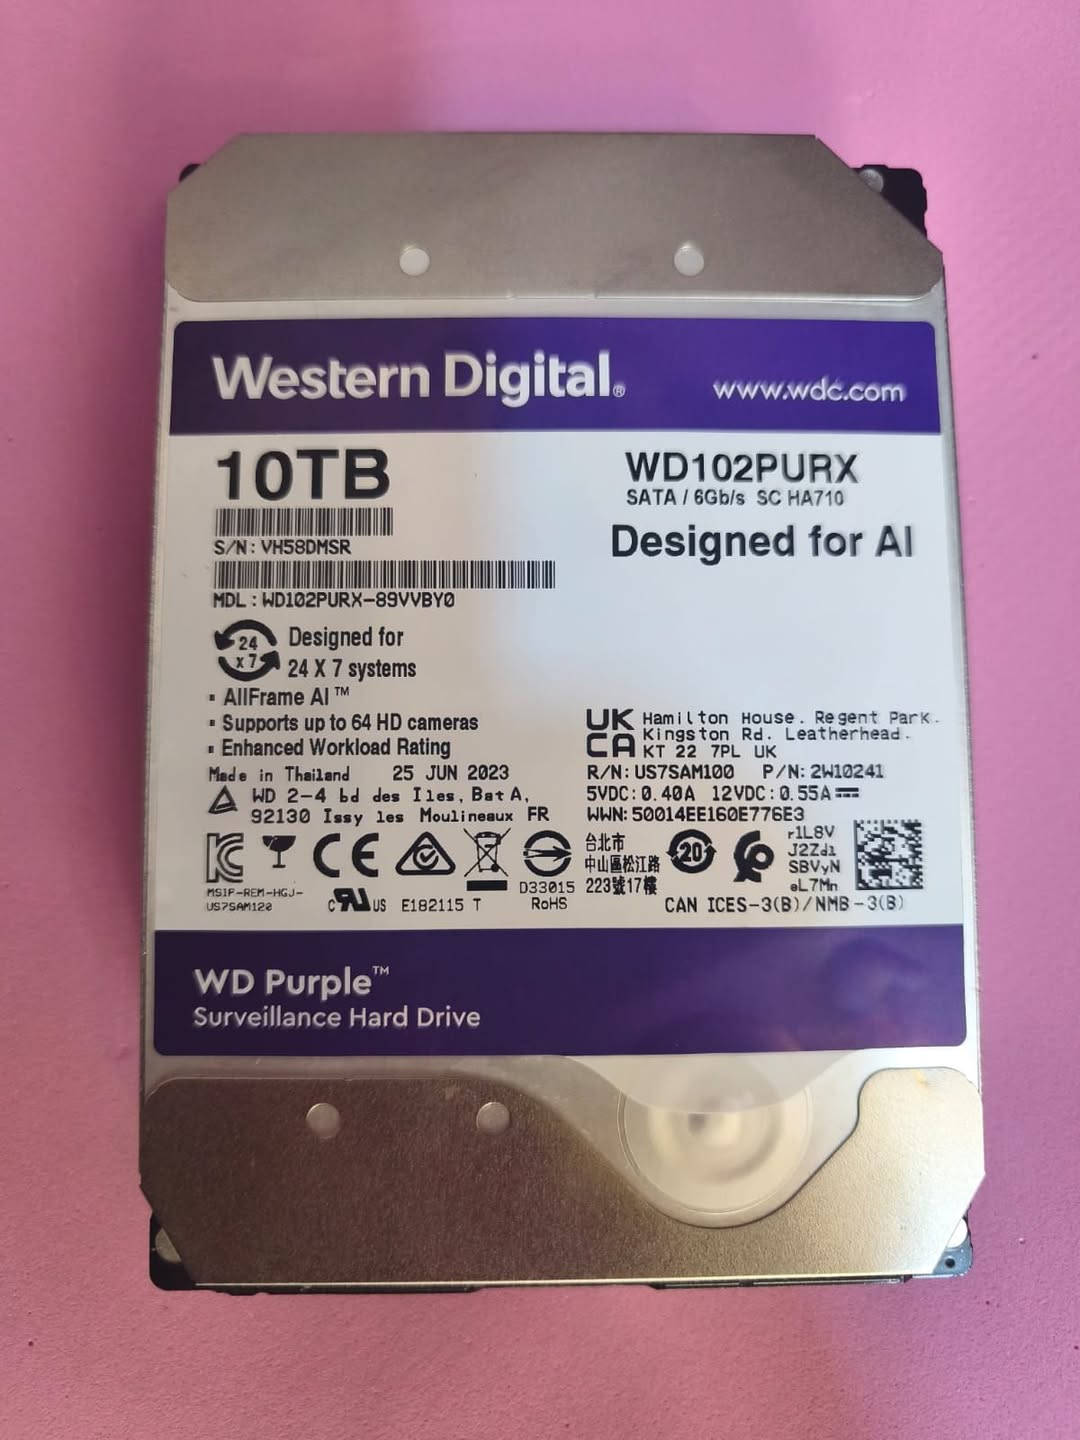 Western Digital®
www.wdc.com
10TB
WD102PURX
SATA / 6Gb/s SC HA710
Designed for AI
S/N: VH58DMSR
MDL: WD102PURX-89VVBY0
24 x 7
Designed for
24 X 7 systems
▪ AllFrame AI™
▪ Supports up to 64 HD cameras
▪ Enhanced Workload Rating
Made in Thailand 25 JUN 2023
WD 2-4 bd des Iles, Bat A,
92130 Issy les Moulineaux FR
UK CA
Hamilton House. Regent Park.
Kingston Rd. Leatherhead.
KT 22 7PL UK
R/N: US7SAM100 P/N: 2W10241
5VDC: 0.40A 12VDC: 0.55A
WWN: 50014EE160E776E3
MSIP-REM-HGJ-
US7SAM120
CE
c RU US E182115 T
D33015
RoHS
台北市
中山區松江路
223號17樓
20
r1L8V
J2Zd1
SBVyN
eL7Mn
CAN ICES-3(B)/NMB-3(B)
WD Purple™
Surveillance Hard Drive